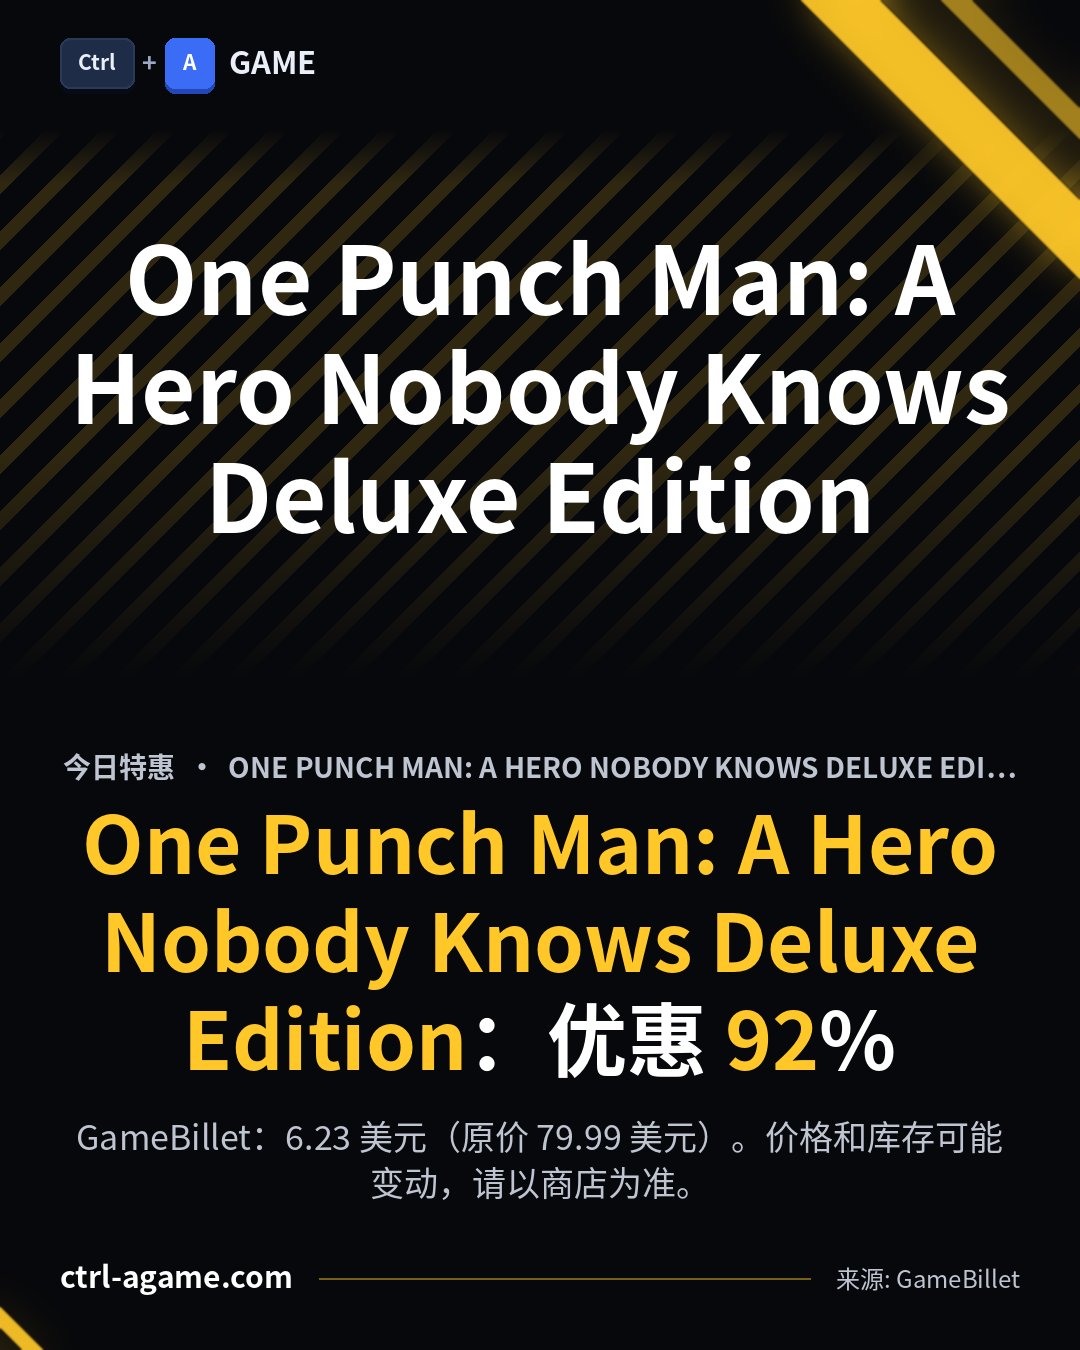 Ctrl + A GAME
One Punch Man: A
Hero Nobody Knows
Deluxe Edition
今日特惠 • ONE PUNCH MAN: A HERO NOBODY KNOWS DELUXE EDI…
One Punch Man: A Hero
Nobody Knows Deluxe
Edition：优惠 92%
GameBillet：6.23 美元（原价 79.99 美元）。价格和库存可能
变动，请以商店为准。
ctrl-agame.com
来源: GameBillet